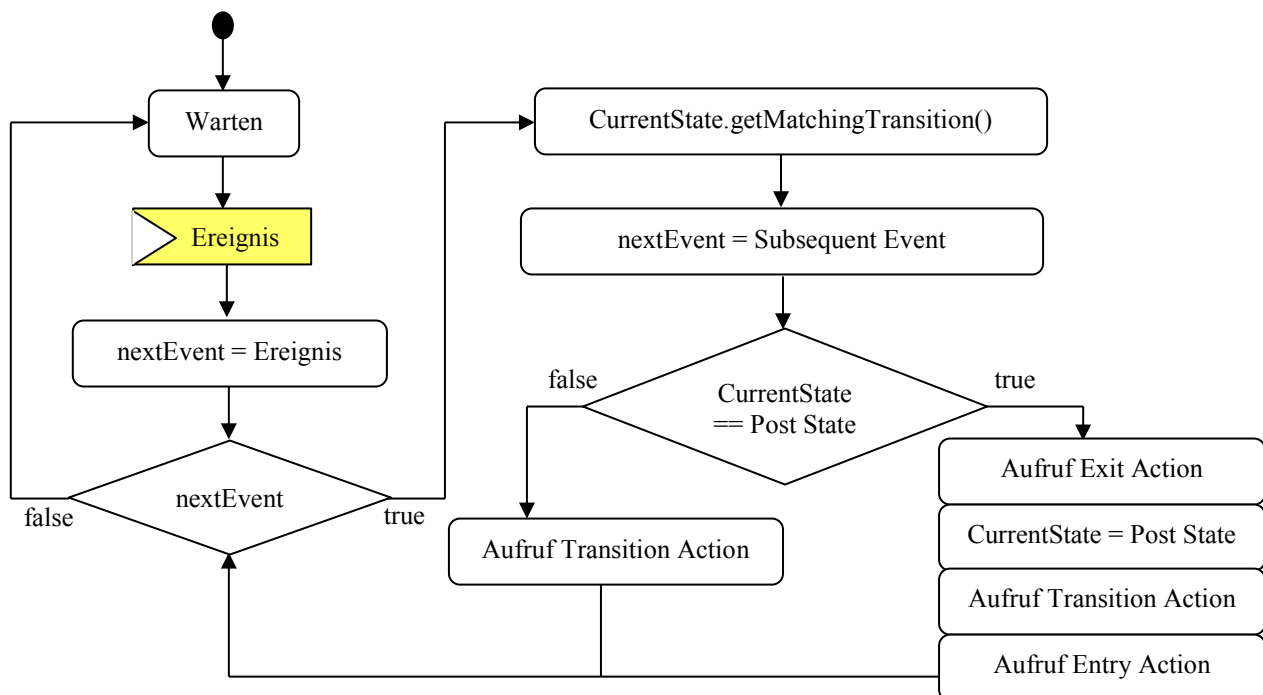 Warten
Ereignis
nextEvent = Ereignis
nextEvent
false
true
CurrentState.getMatchingTransition()
nextEvent = Subsequent Event
CurrentState
== Post State
false
true
Aufruf Transition Action
Aufruf Exit Action
CurrentState = Post State
Aufruf Transition Action
Aufruf Entry Action